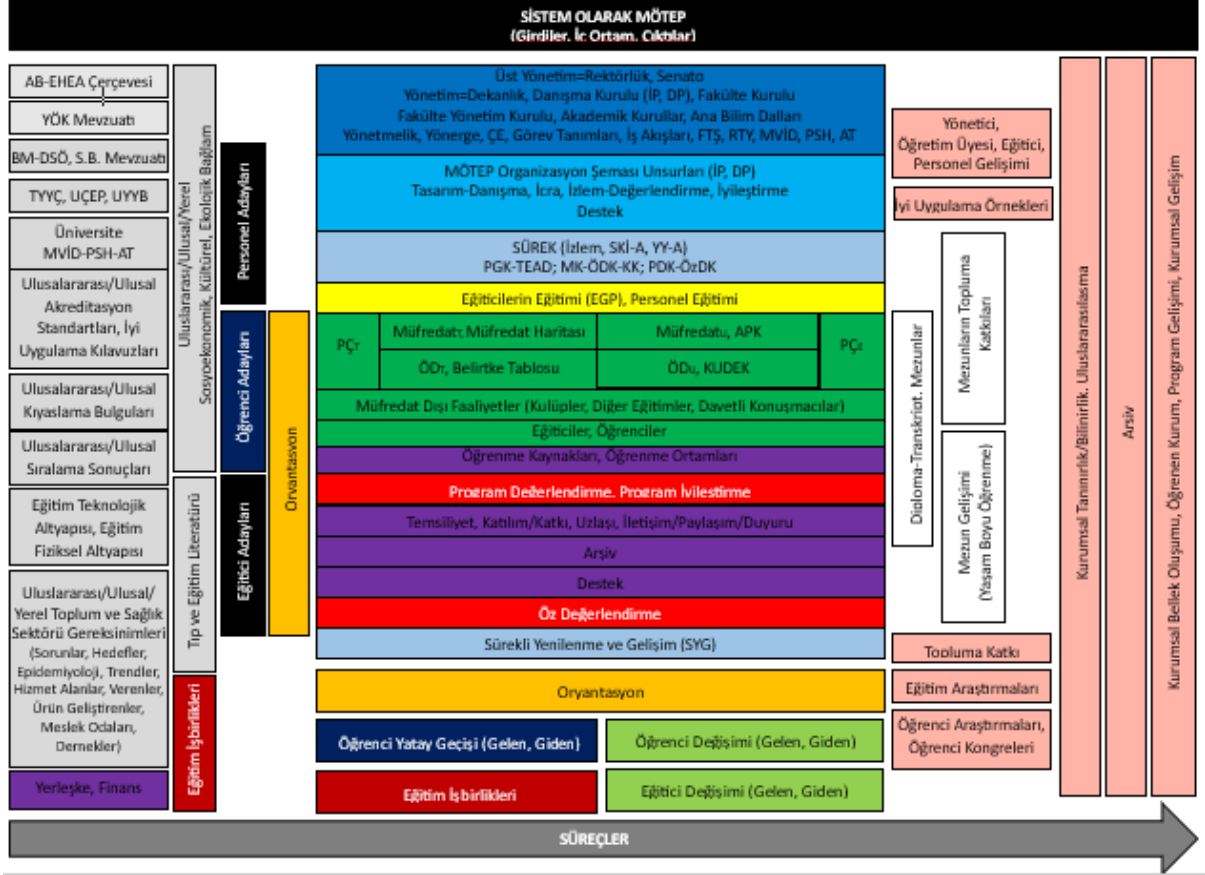 SİSTEM OLARAK MÖTEP
(Girdiler, İç Ortam, Çıktılar)
AB-EHEA Çerçevesi
YÖK Mevzuatı
BM-DSÖ, S.B. Mevzuatı
TYYÇ, UÇEP, UYYB
Üniversite
MVİD-PSH-AT
Ulusalararası/Ulusal
Akreditasyon
Standartları, İyi
Uygulama Kılavuzları
Ulusalararası/Ulusal
Kıyaslama Bulguları
Ulusalararası/Ulusal
Sıralama Sonuçları
Eğitim Teknolojik
Altyapısı, Eğitim
Fiziksel Altyapısı
Uluslararası/Ulusal/
Yerel Toplum ve Sağlık
Sektörü Gereksinimleri
(Sorunlar, Hedefler,
Epidemiyoloji, Trendler,
Hizmet Alanlar, Verenler,
Ürün Geliştirenler,
Meslek Odaları,
Dernekler)
Yerleşke, Finans
Uluslararası/Ulusal/Yerel
Sosyoekonomik, Kültürel, Ekolojik Bağlam
Tıp ve Eğitim Literatürü
Eğitim İşbirlikleri
Personel Adayları
Öğrenci Adayları
Eğitici Adayları
Oryantasyon
Üst Yönetim=Rektörlük, Senato
Yönetim=Dekanlık, Danışma Kurulu (İP, DP), Fakülte Kurulu
Fakülte Yönetim Kurulu, Akademik Kurullar, Ana Bilim Dalları
Yönetmelik, Yönerge, ÇE, Görev Tanımları, İş Akışları, FTŞ, RTY, MVİD, PSH, AT
MÖTEP Organizasyon Şeması Unsurları (İP, DP)
Tasarım-Danışma, İcra, İzlem-Değerlendirme, İyileştirme
Destek
SÜREK (İzlem, SKİ-A, YY-A)
PGK-TEAD; MK-ÖDK-KK; PDK-ÖzDK
Eğiticilerin Eğitimi (EGP), Personel Eğitimi
PÇT
MüfredatT, Müfredat Haritası
MüfredatU, APK
PÇE
ÖDT, Belirtke Tablosu
ÖDU, KUDEK
Müfredat Dışı Faaliyetler (Kulüpler, Diğer Eğitimler, Davetli Konuşmacılar)
Eğiticiler, Öğrenciler
Öğrenme Kaynakları, Öğrenme Ortamları
Program Değerlendirme, Program İyileştirme
Temsiliyet, Katılım/Katkı, Uzlaşı, İletişim/Paylaşım/Duyuru
Arşiv
Destek
Öz Değerlendirme
Sürekli Yenilenme ve Gelişim (SYG)
Oryantasyon
Öğrenci Yatay Geçişi (Gelen, Giden)
Öğrenci Değişimi (Gelen, Giden)
Eğitim İşbirlikleri
Eğitici Değişimi (Gelen, Giden)
Yönetici,
Öğretim Üyesi, Eğitici,
Personel Gelişimi
İyi Uygulama Örnekleri
Diploma-Transkript, Mezunlar
Mezunların Topluma
Katkıları
Mezun Gelişimi
(Yaşam Boyu Öğrenme)
Topluma Katkı
Eğitim Araştırmaları
Öğrenci Araştırmaları,
Öğrenci Kongreleri
Kurumsal Tanınırlık/Bilinirlik, Uluslararasılaşma
Arşiv
Kurumsal Bellek Oluşumu, Öğrenen Kurum, Program Gelişimi, Kurumsal Gelişim
SÜREÇLER